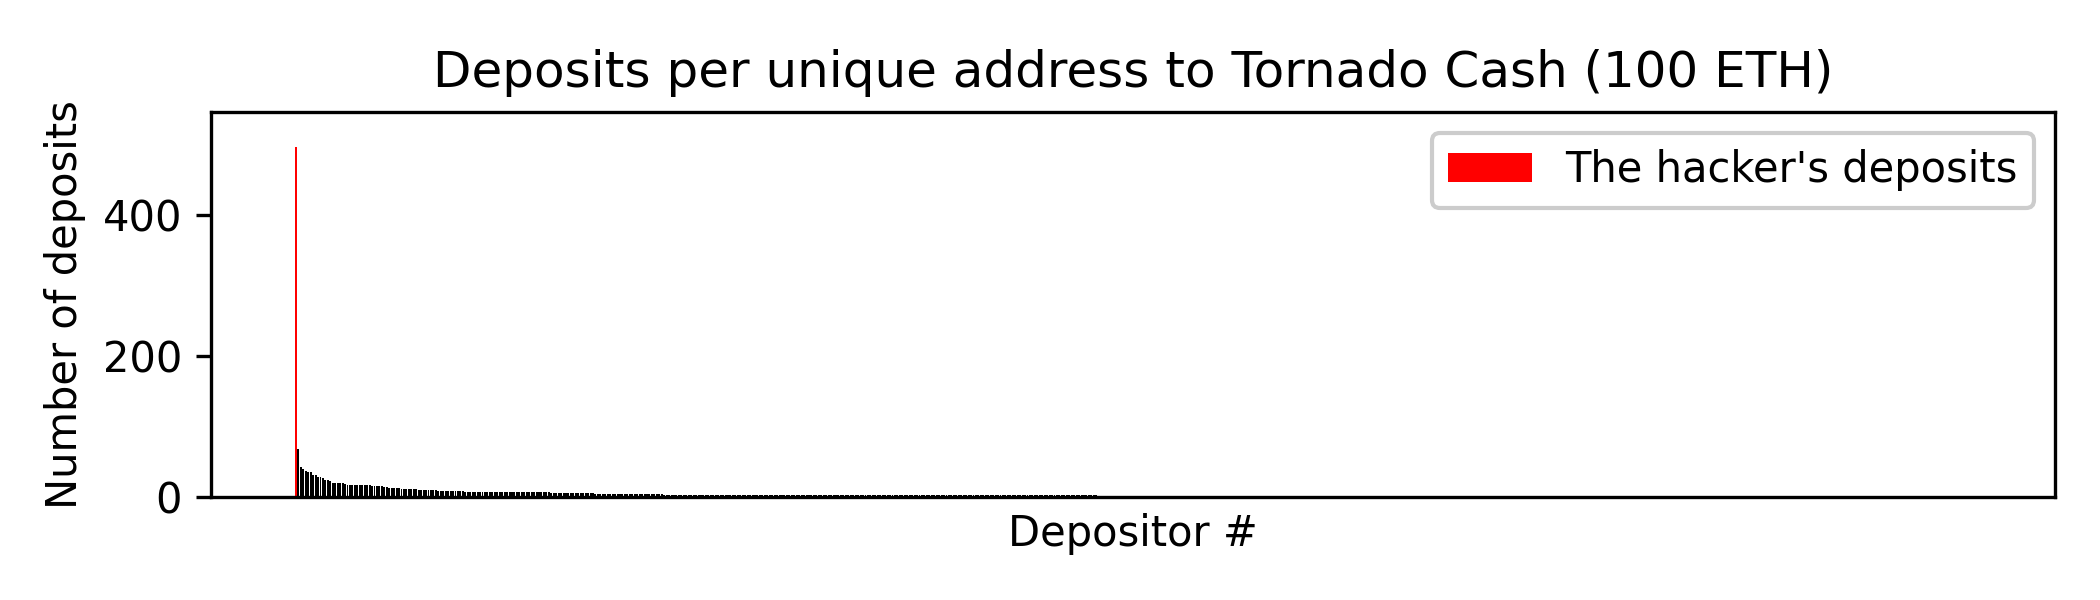 Deposits per unique address to Tornado Cash (100 ETH)
Number of deposits
400
200
0
The hacker's deposits
Depositor #